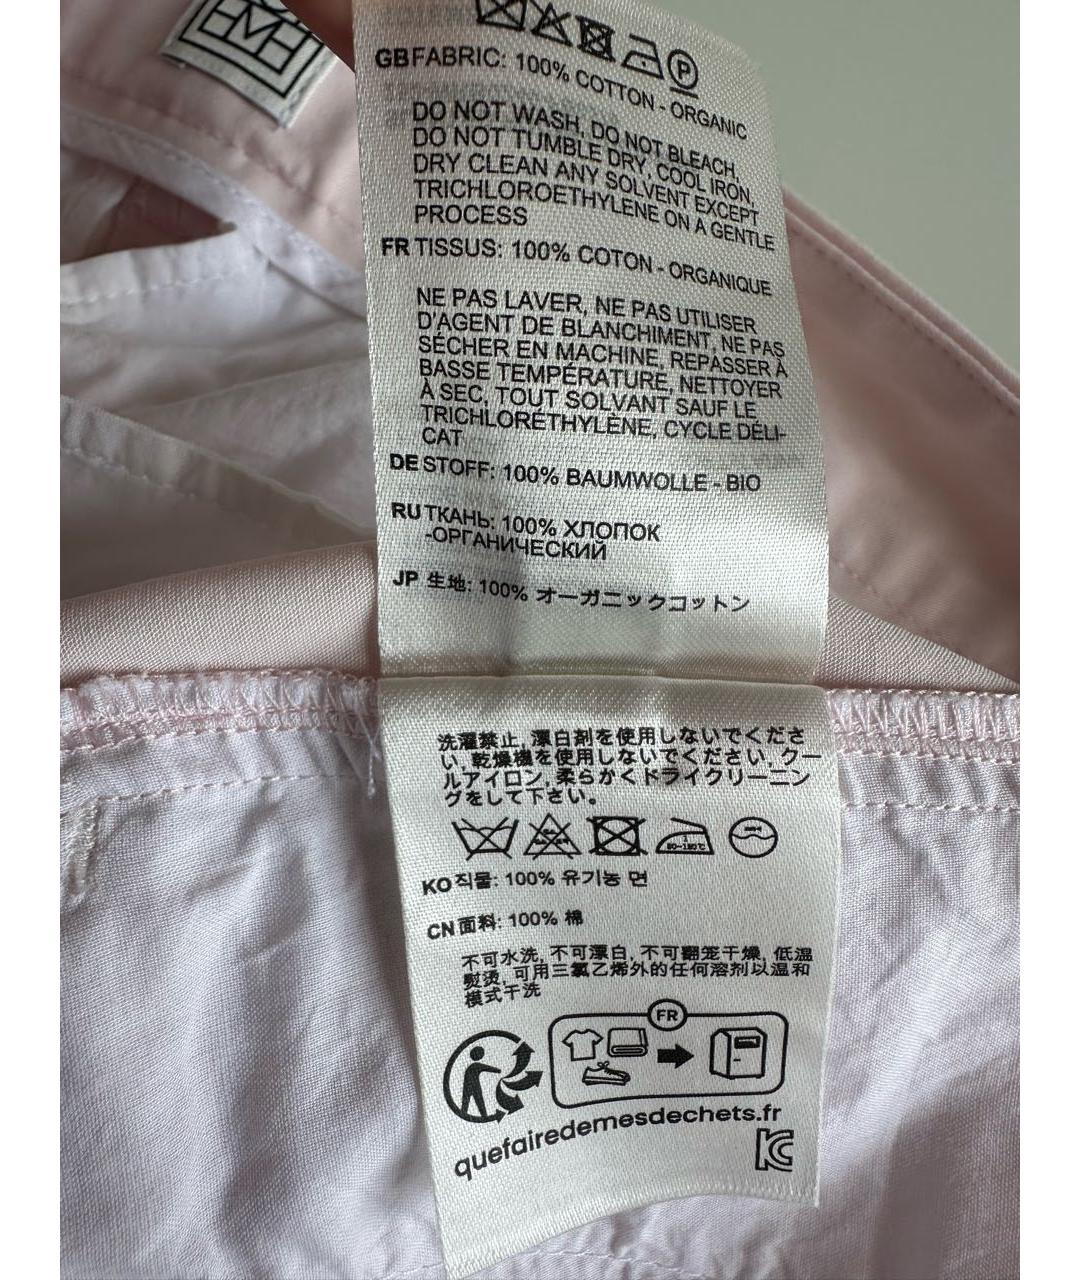 P
GB FABRIC: 100% COTTON - ORGANIC
DO NOT WASH, DO NOT BLEACH,
DO NOT TUMBLE DRY, COOL IRON,
DRY CLEAN ANY SOLVENT EXCEPT
TRICHLOROETHYLENE ON A GENTLE
PROCESS
FR TISSUS: 100% COTON - ORGANIQUE
NE PAS LAVER, NE PAS UTILISER
D'AGENT DE BLANCHIMENT, NE PAS
SÉCHER EN MACHINE, REPASSER À
BASSE TEMPÉRATURE, NETTOYER
À SEC, TOUT SOLVANT SAUF LE
TRICHLORÉTHYLÈNE, CYCLE DÉLI-
CAT
DE STOFF: 100% BAUMWOLLE - BIO
RU ТКАНЬ: 100% ХЛОПОК
-ОРГАНИЧЕСКИЙ
JP 生地: 100% オーガニックコットン
洗濯禁止, 漂白剤を使用しないでくださ
い, 乾燥機を使用しないでください, クー
ルアイロン, 柔らかくドライクリーニン
グをして下さい。
KO 직물: 100% 유기농 면
CN 面料: 100% 棉
不可水洗, 不可漂白, 不可翻笼干燥, 低温
熨烫, 可用三氯乙烯外的任何溶剂以温和
模式干洗
FR
quefairedemesdechets.fr